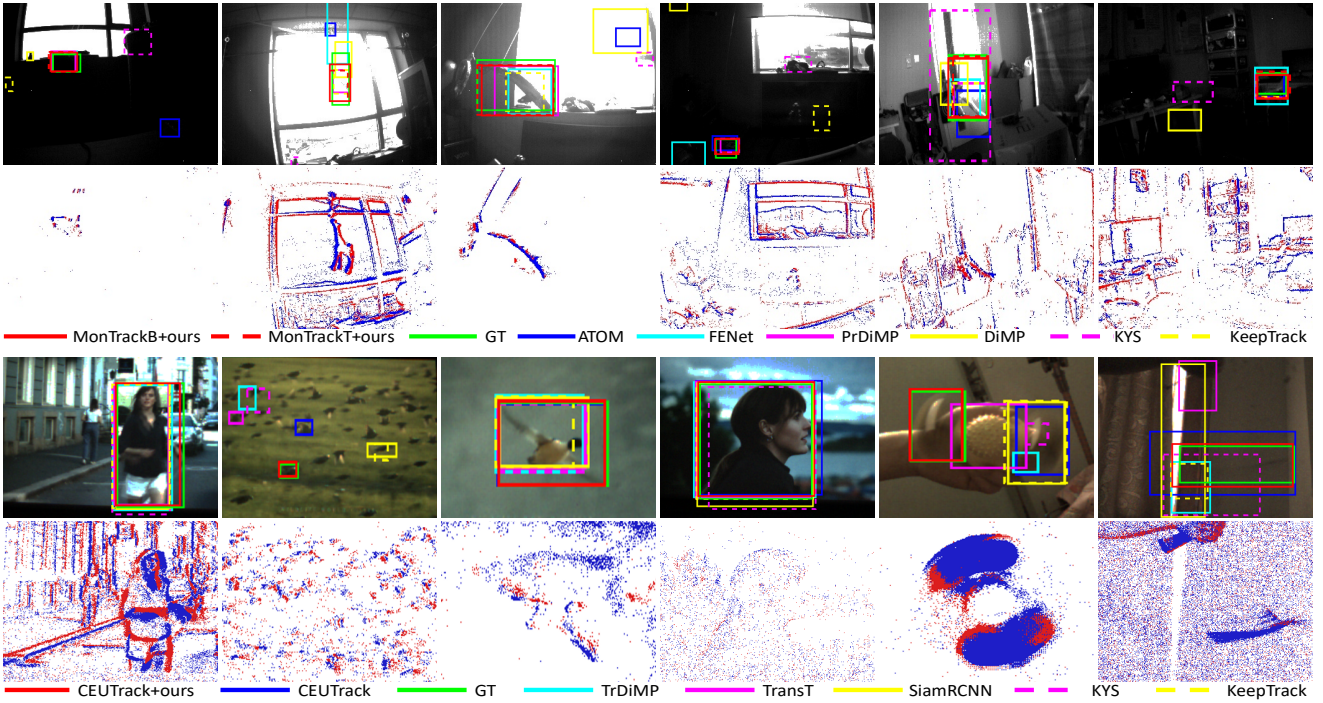 MonTrackB+ours MonTrackT+ours GT ATOM FENet PrDiMP DiMP KYS KeepTrack
CEUTrack+ours CEUTrack GT TrDiMP TransT SiamRCNN KYS KeepTrack